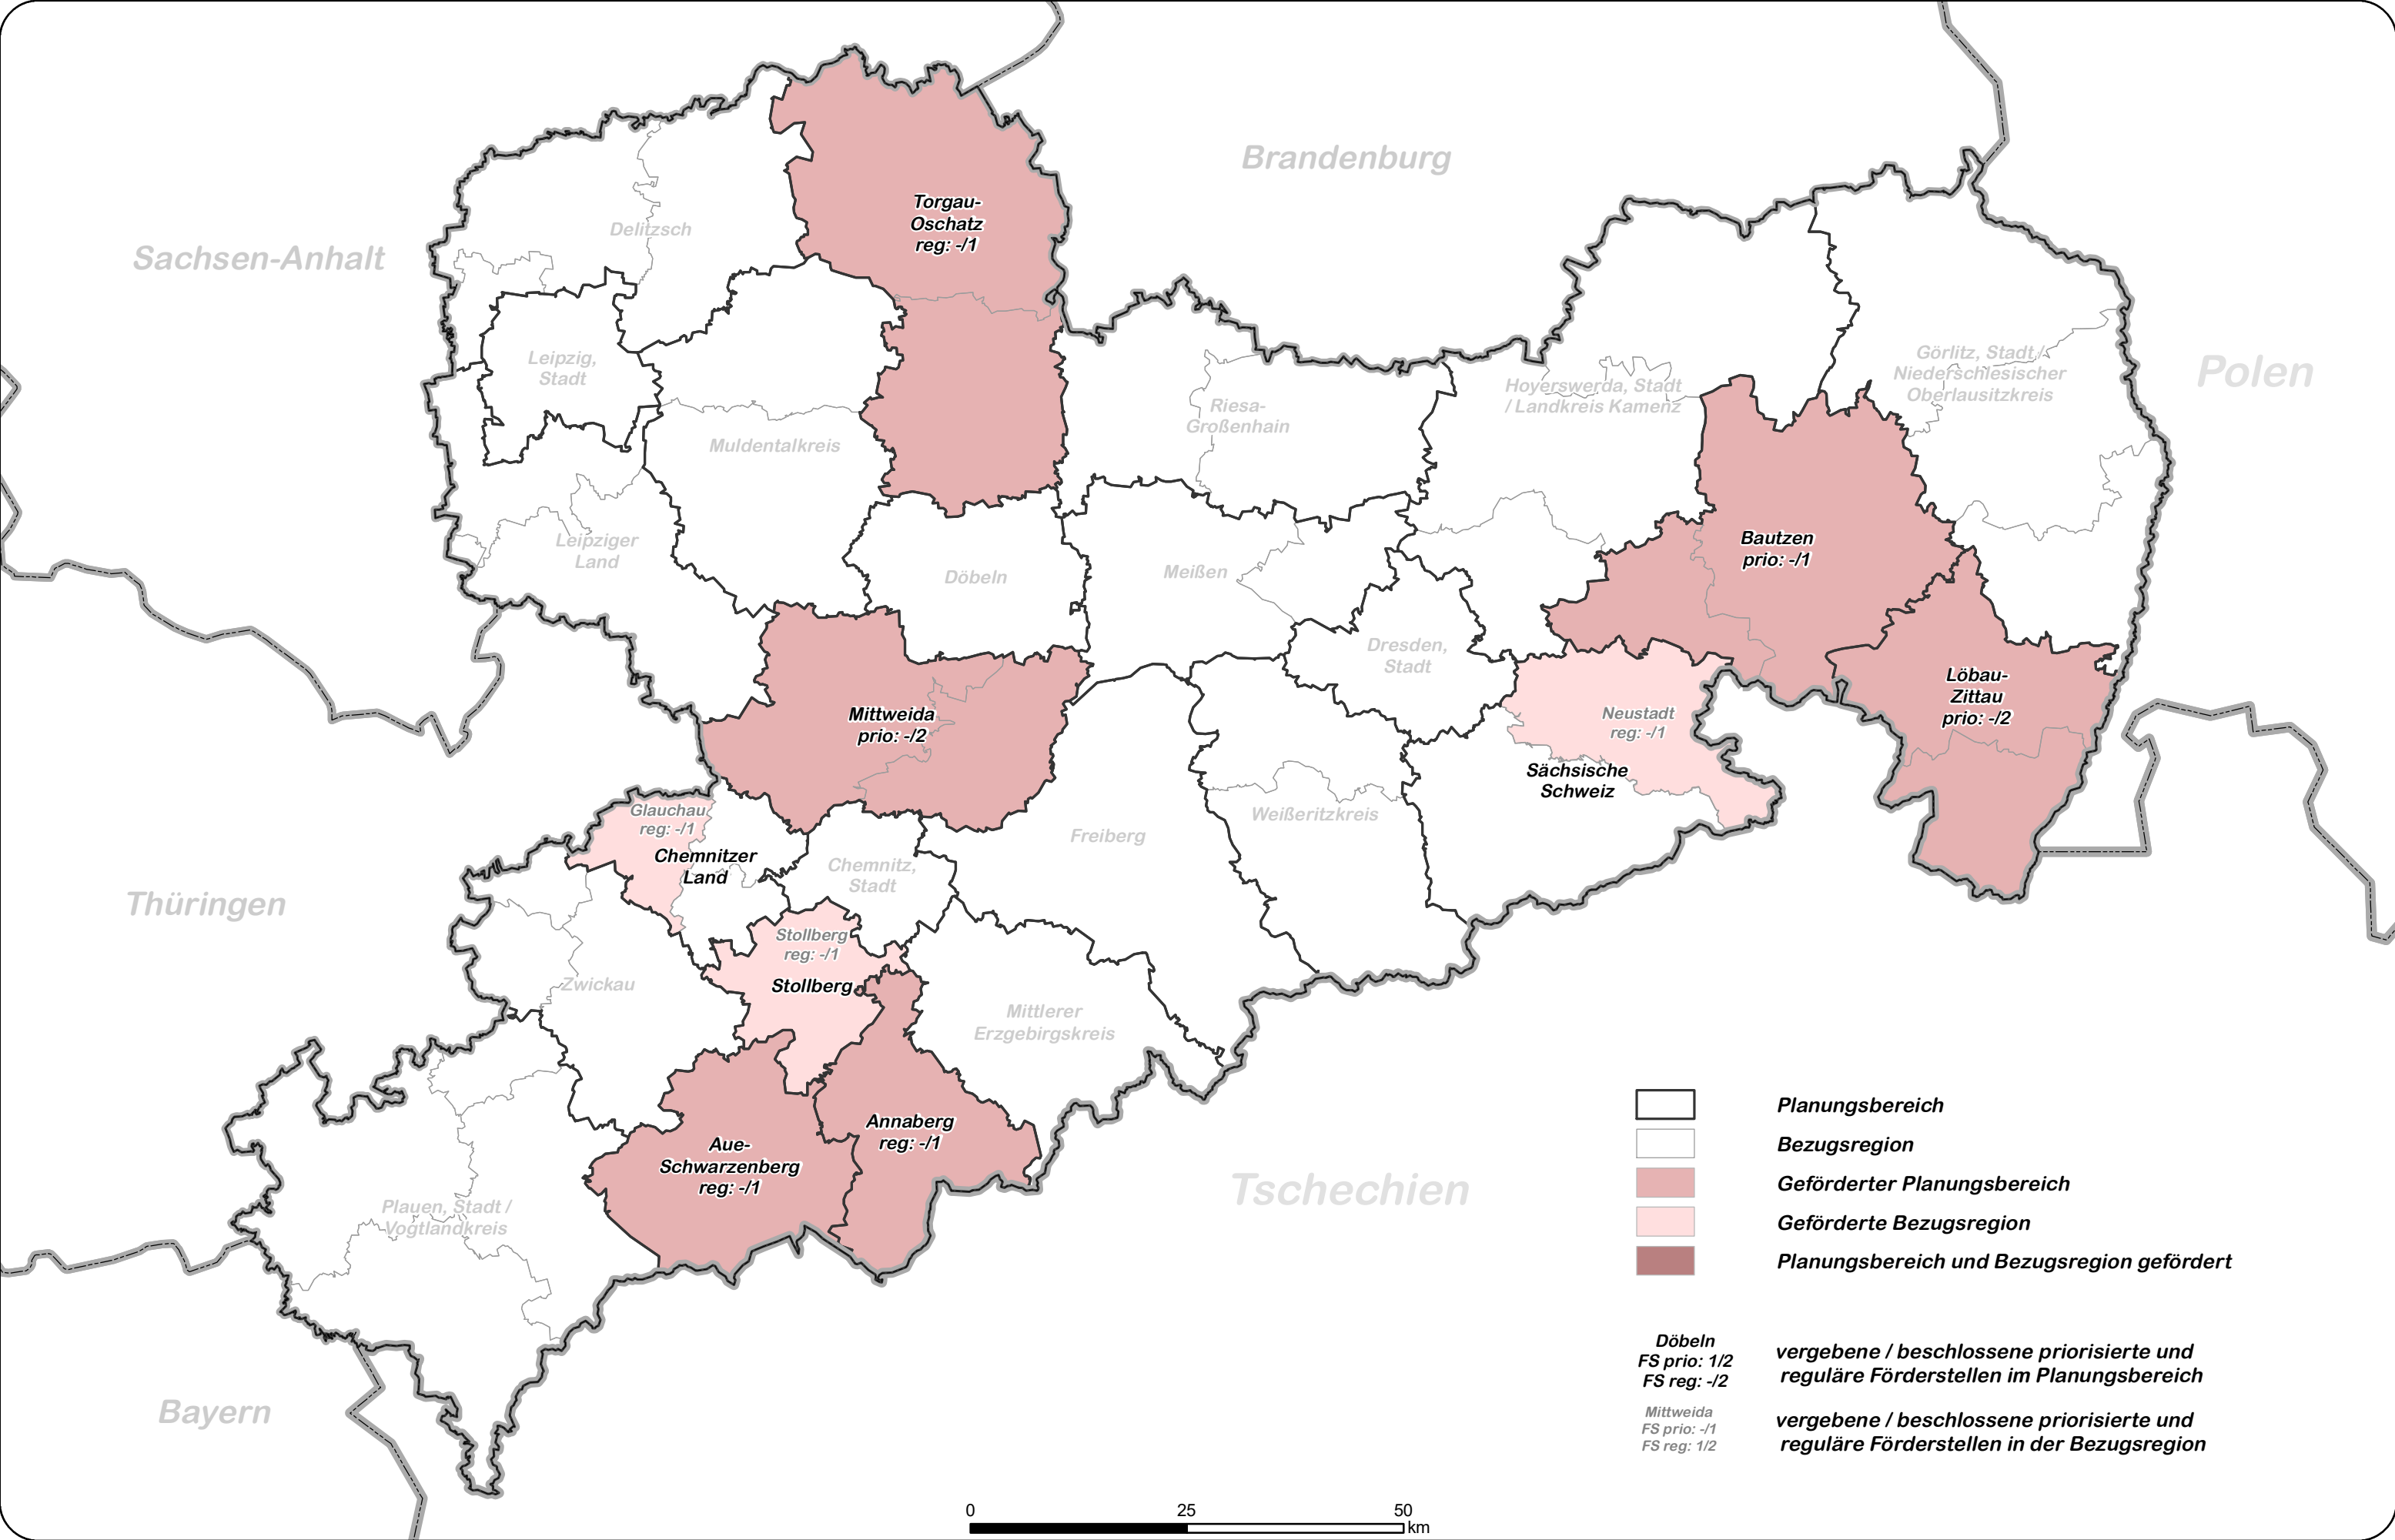 Brandenburg
Sachsen-Anhalt
Polen
Thüringen
Tschechien
Bayern
Torgau-
Oschatz
reg: -/1
Delitzsch
Leipzig,
Stadt
Muldentalkreis
Leipziger
Land
Döbeln
Riesa-
Großenhain
Meißen
Hoyerswerda, Stadt
/ Landkreis Kamenz
Görlitz, Stadt /
Niederschlesischer
Oberlausitzkreis
Bautzen
prio: -/1
Löbau-
Zittau
prio: -/2
Dresden,
Stadt
Neustadt
reg: -/1
Sächsische
Schweiz
Weißeritzkreis
Freiberg
Mittweida
prio: -/2
Glauchau
reg: -/1
Chemnitzer
Land
Chemnitz,
Stadt
Stollberg
reg: -/1
Stollberg
Zwickau
Mittlerer
Erzgebirgskreis
Annaberg
reg: -/1
Aue-
Schwarzenberg
reg: -/1
Plauen, Stadt /
Vogtlandkreis
Planungsbereich
Bezugsregion
Geförderter Planungsbereich
Geförderte Bezugsregion
Planungsbereich und Bezugsregion gefördert
Döbeln
FS prio: 1/2
FS reg: -/2
vergebene / beschlossene priorisierte und
reguläre Förderstellen im Planungsbereich
Mittweida
FS prio: -/1
FS reg: 1/2
vergebene / beschlossene priorisierte und
reguläre Förderstellen in der Bezugsregion
0 25 50
km